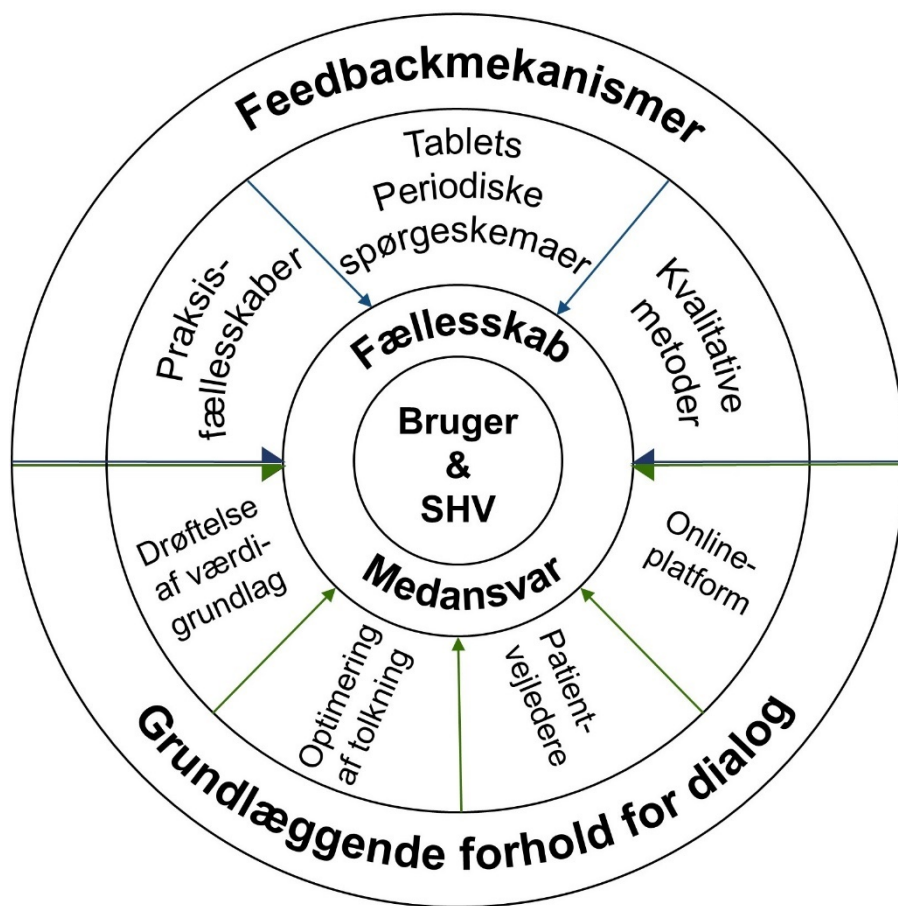 Feedbackmekanismer
Tablets
Periodiske
spørgeskemaer
Praksis-
fællesskaber
Kvalitative
metoder
Fællesskab
Bruger
&
SHV
Medansvar
Drøftelse
af værdi-
grundlag
Optimering
af tolkning
Patient-
vejledere
Online-
platform
Grundlæggende forhold for dialog